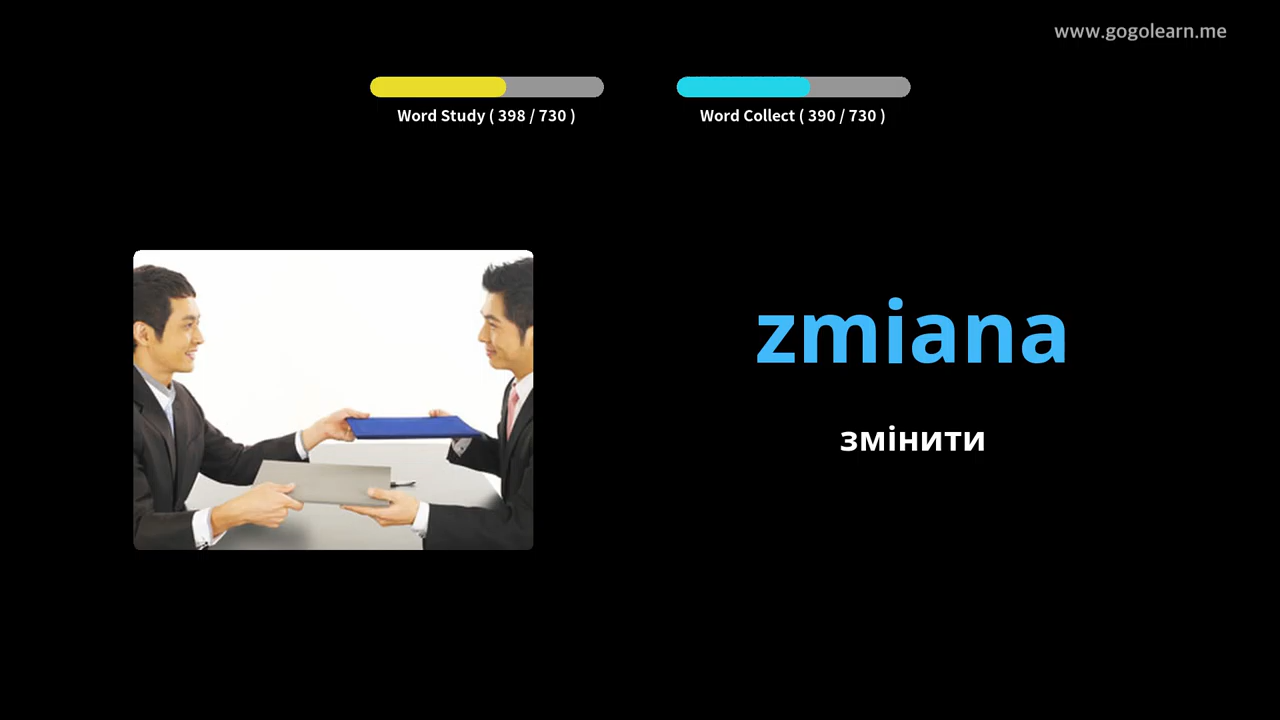 www.gogolearn.me
Word Study ( 398 / 730 )
Word Collect ( 390 / 730 )
zmiana
змінити